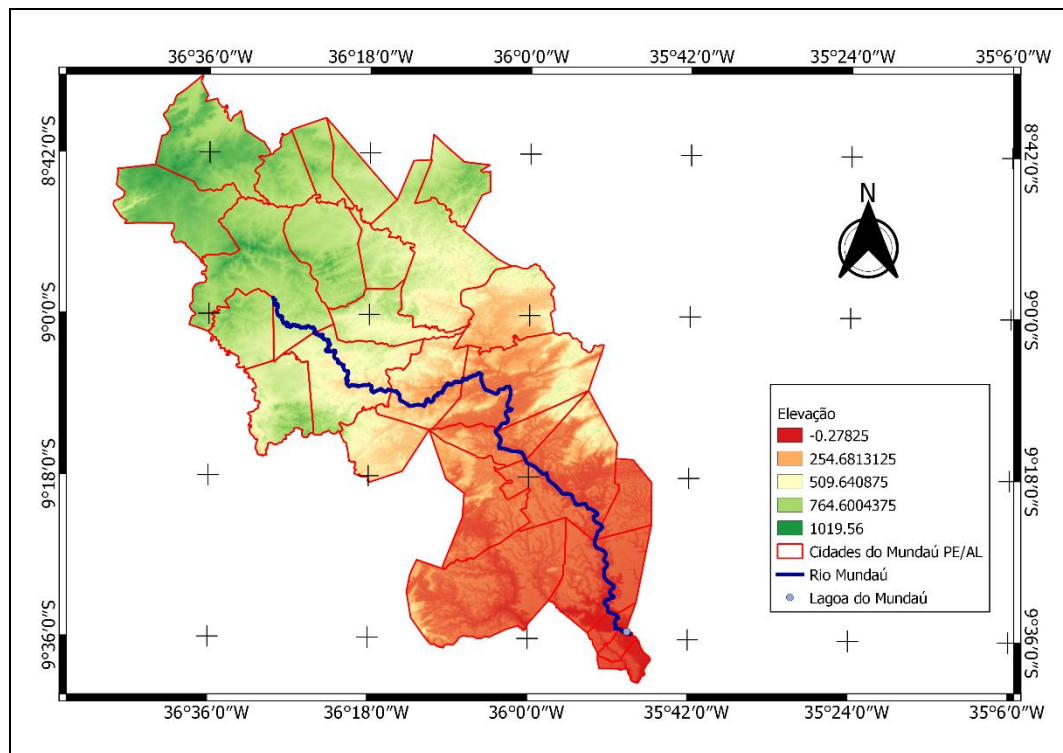 36°36′0″W 36°18′0″W 36°0′0″W 35°42′0″W 35°24′0″W 35°6′0″W
8°42′0″S
8°42′0″S
N
9°0′0″S
9°0′0″S
9°18′0″S
9°18′0″S
9°36′0″S
9°36′0″S
Elevação
-0.27825
254.6813125
509.640875
764.6004375
1019.56
Cidades do Mundaú PE/AL
Rio Mundaú
Lagoa do Mundaú
36°36′0″W 36°18′0″W 36°0′0″W 35°42′0″W 35°24′0″W 35°6′0″W